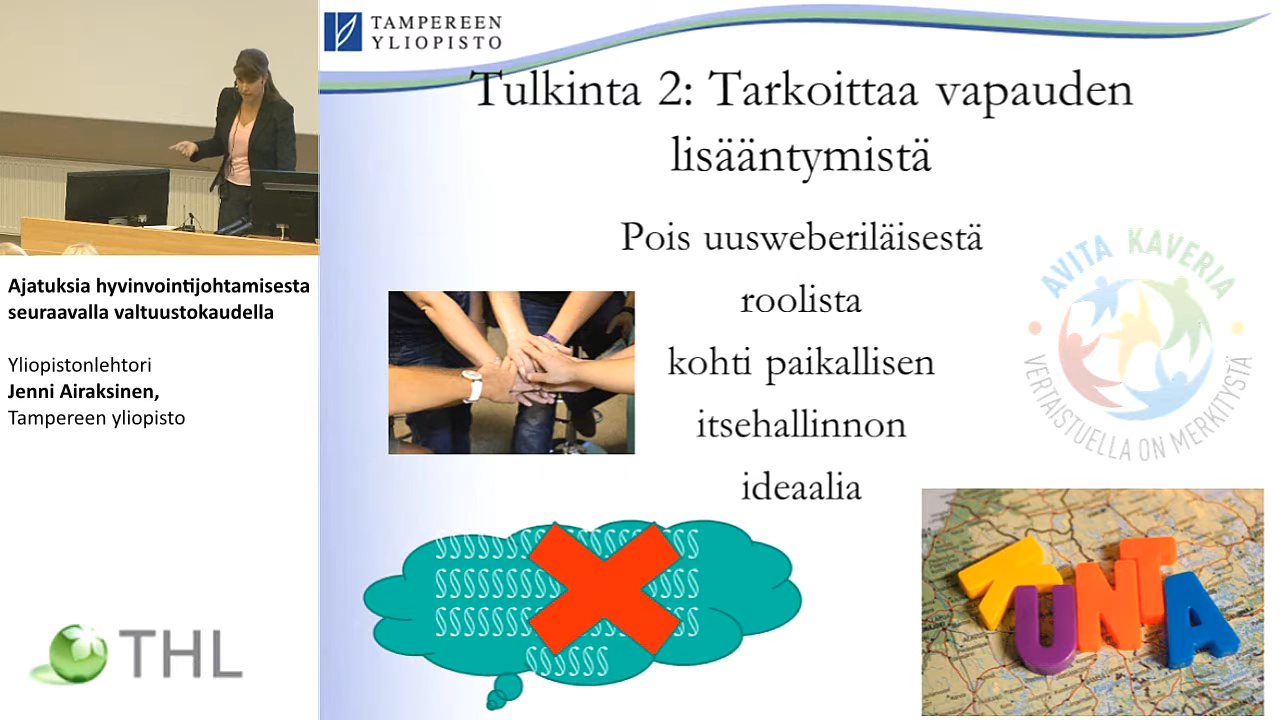 TAMPEREEN
YLIOPISTO
Tulkinta 2: Tarkoittaa vapauden
lisääntymistä
Pois uusweberiläisestä
roolista
kohti paikallisen
itsehallinnon
ideaalia
AVITA KAVERIA
VERTAISTUELLA ON MERKITYSTÄ
KUNTA
Ajatuksia hyvinvointijohtamisesta
seuraavalla valtuustokaudella
Yliopistonlehtori
Jenni Airaksinen,
Tampereen yliopisto
THL